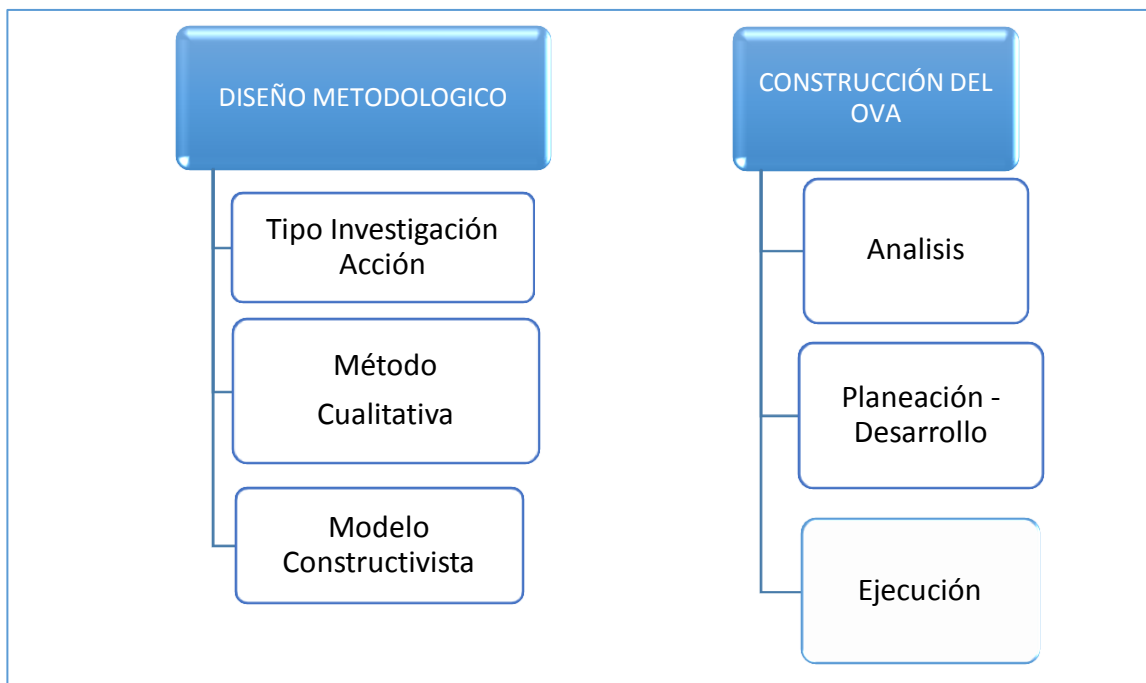 DISEÑO METODOLOGICO
Tipo Investigación
Acción
Método
Cualitativa
Modelo
Constructivista
CONSTRUCCIÓN DEL
OVA
Analisis
Planeación -
Desarrollo
Ejecución